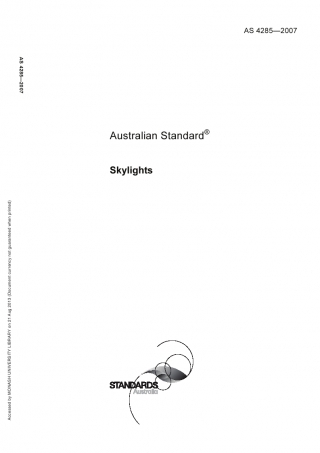 AS 4285—2007
AS 4285—2007
Australian Standard®
Skylights
Accessed by MONASH UNIVERSITY LIBRARY on 21 Aug 2010 (Document currency not guaranteed when printed)
STANDARDS
Australia